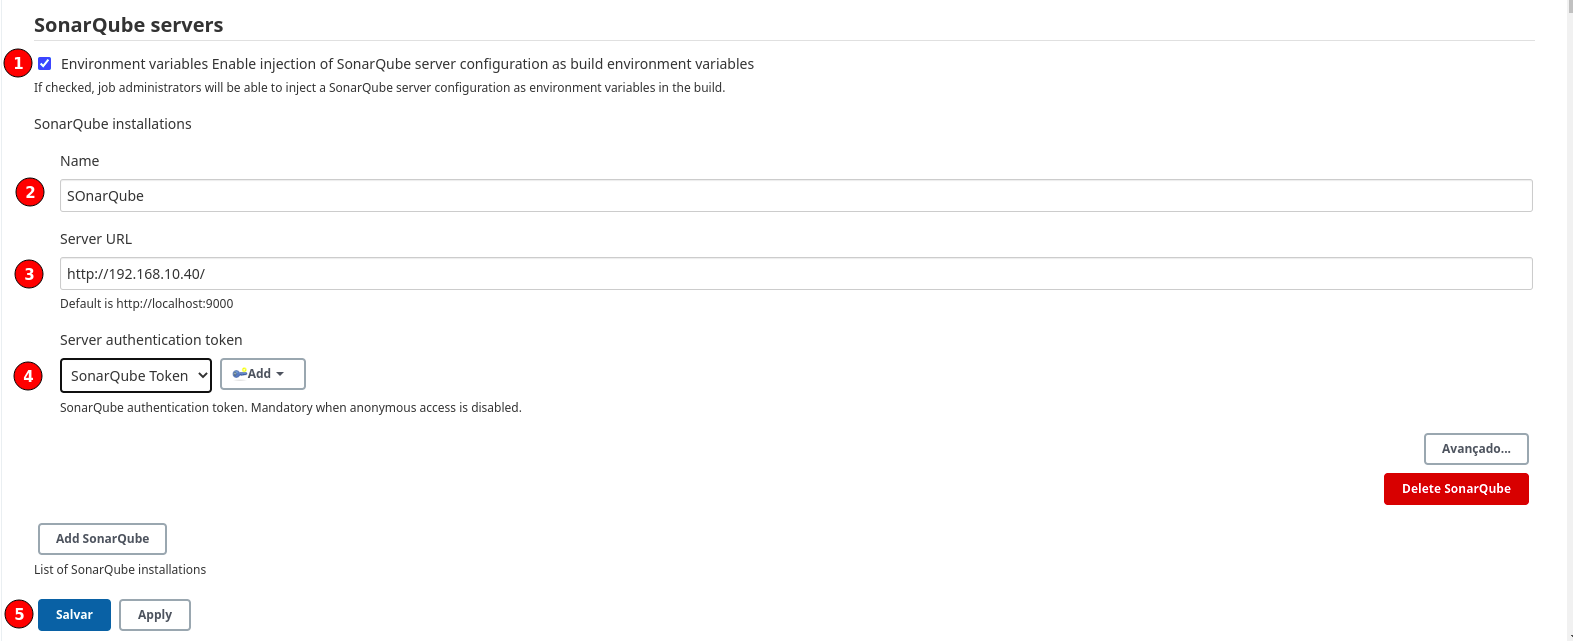 SonarQube servers
1 Environment variables Enable injection of SonarQube server configuration as build environment variables
If checked, job administrators will be able to inject a SonarQube server configuration as environment variables in the build.
SonarQube installations
Name
2 SOnarQube
Server URL
3 http://192.168.10.40/
Default is http://localhost:9000
Server authentication token
4 SonarQube Token Add
SonarQube authentication token. Mandatory when anonymous access is disabled.
Avançado...
Delete SonarQube
Add SonarQube
List of SonarQube installations
5 Salvar Apply